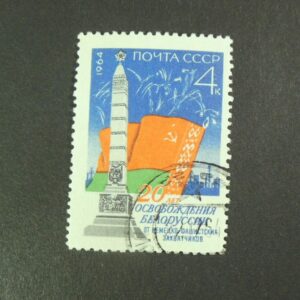 1964
ПОЧТА СССР
4к
20 лет
ОСВОБОЖДЕНИЯ
БЕЛОРУССИИ
ОТ НЕМЕЦКО-ФАШИСТСКИХ
ЗАХВАТЧИКОВ